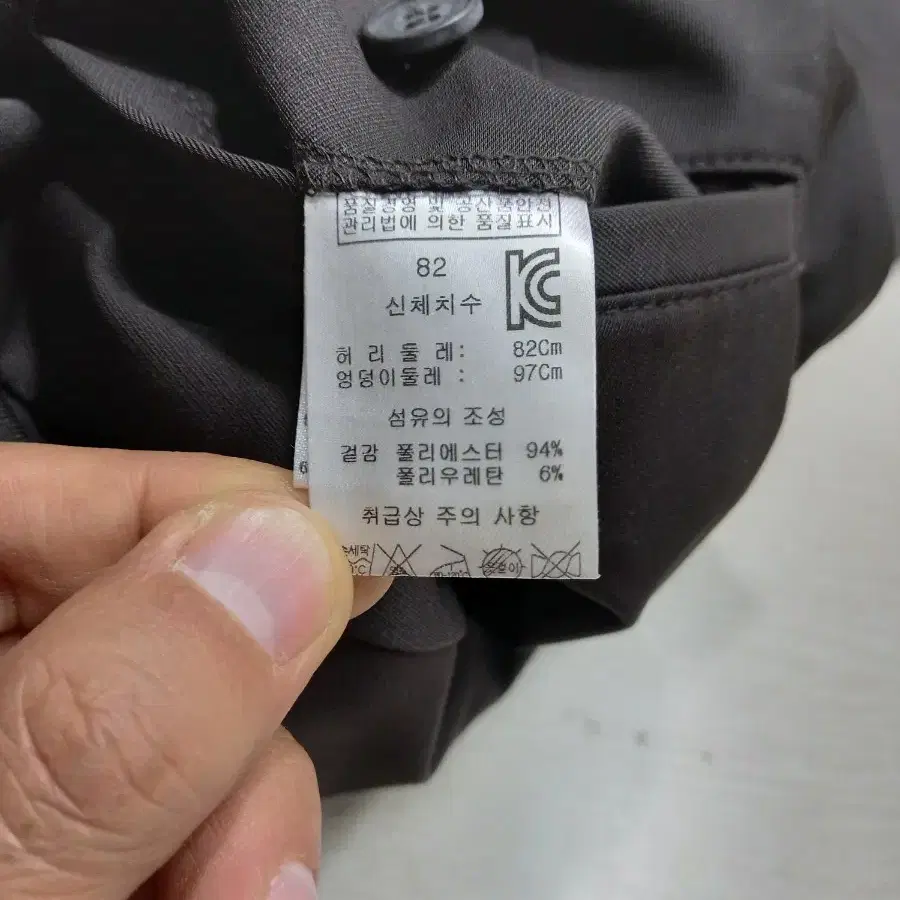 품질경영 및 공산품안전
관리법에 의한 품질표시
82
신체치수
허리둘레: 82Cm
엉덩이둘레: 97Cm
섬유의 조성
겉감 폴리에스터 94%
폴리우레탄 6%
취급상 주의 사항
손세탁